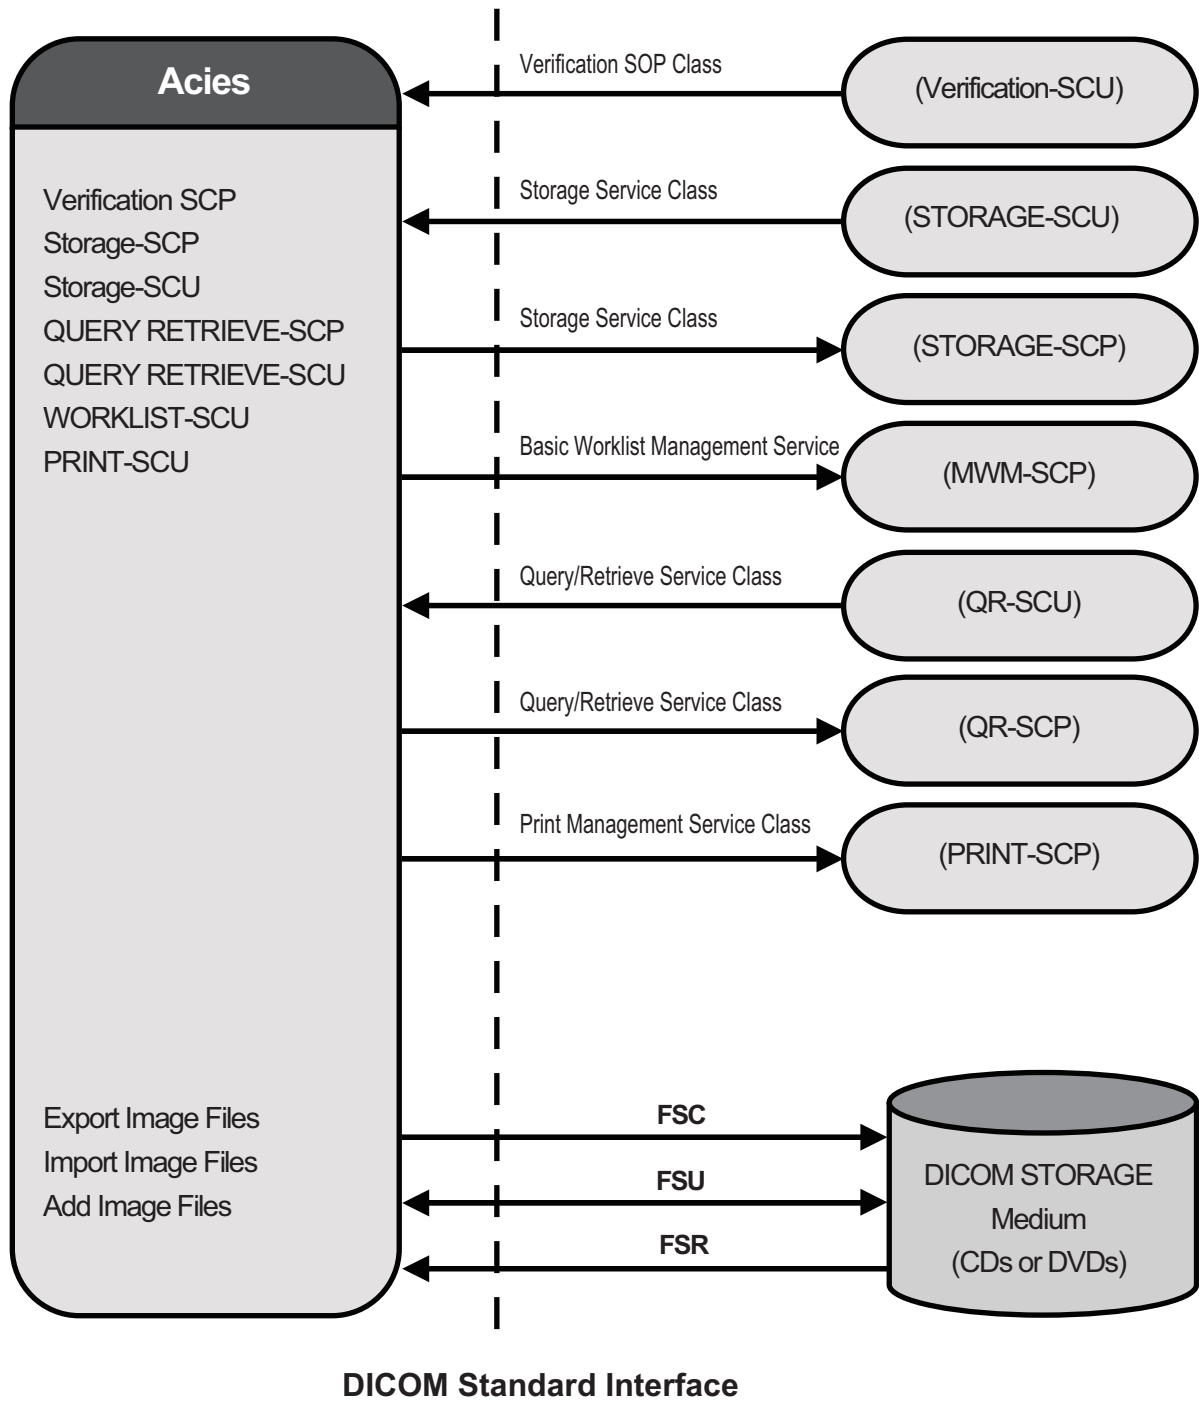 Acies
Verification SCP
Storage-SCP
Storage-SCU
QUERY RETRIEVE-SCP
QUERY RETRIEVE-SCU
WORKLIST-SCU
PRINT-SCU
Export Image Files
Import Image Files
Add Image Files
Verification SOP Class
(Verification-SCU)
Storage Service Class
(STORAGE-SCU)
Storage Service Class
(STORAGE-SCP)
Basic Worklist Management Service
(MWM-SCP)
Query/Retrieve Service Class
(QR-SCU)
Query/Retrieve Service Class
(QR-SCP)
Print Management Service Class
(PRINT-SCP)
FSC
FSU
FSR
DICOM STORAGE
Medium
(CDs or DVDs)
DICOM Standard Interface